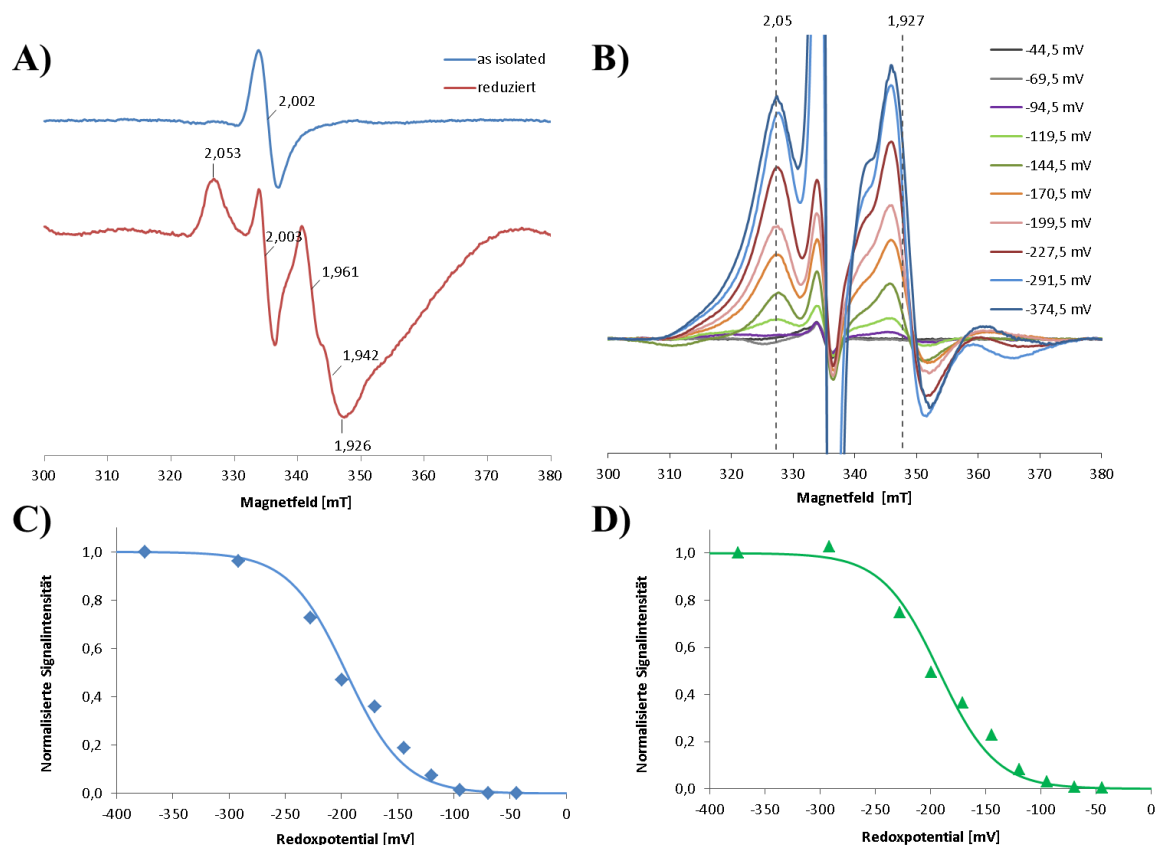 A)
as isolated
reduziert
2,002
2,053
2,003
1,961
1,942
1,926
300 310 320 330 340 350 360 370 380
Magnetfeld [mT]
B)
2,05 1,927
-44,5 mV
-69,5 mV
-94,5 mV
-119,5 mV
-144,5 mV
-170,5 mV
-199,5 mV
-227,5 mV
-291,5 mV
-374,5 mV
300 310 320 330 340 350 360 370 380
Magnetfeld [mT]
C)
Normalisierte Signalintensität
1,0
0,8
0,6
0,4
0,2
0,0
-400 -350 -300 -250 -200 -150 -100 -50 0
Redoxpotential [mV]
D)
Normalisierte Signalintensität
1,0
0,8
0,6
0,4
0,2
0,0
-400 -350 -300 -250 -200 -150 -100 -50 0
Redoxpotential [mV]